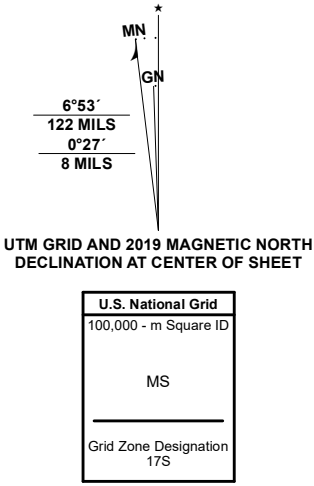 ★
MN
GN
6°53´
122 MILS
0°27´
8 MILS
UTM GRID AND 2019 MAGNETIC NORTH
DECLINATION AT CENTER OF SHEET
U.S. National Grid
100,000 - m Square ID
MS
Grid Zone Designation
17S